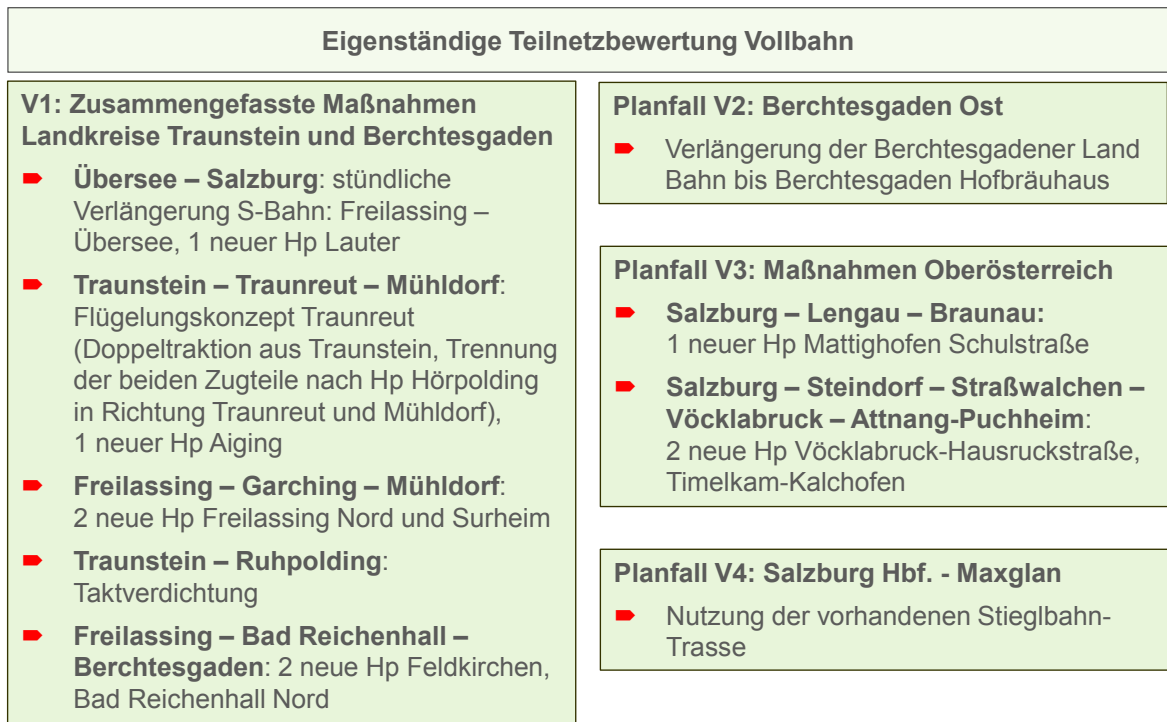 Eigenständige Teilnetzbewertung Vollbahn
V1: Zusammengefasste Maßnahmen
Landkreise Traunstein und Berchtesgaden
Übersee – Salzburg: stündliche
Verlängerung S-Bahn: Freilassing –
Übersee, 1 neuer Hp Lauter
Traunstein – Traunreut – Mühldorf:
Flügelungskonzept Traunreut
(Doppeltraktion aus Traunstein, Trennung
der beiden Zugteile nach Hp Hörpolding
in Richtung Traunreut und Mühldorf),
1 neuer Hp Aiging
Freilassing – Garching – Mühldorf:
2 neue Hp Freilassing Nord und Surheim
Traunstein – Ruhpolding:
Taktverdichtung
Freilassing – Bad Reichenhall –
Berchtesgaden: 2 neue Hp Feldkirchen,
Bad Reichenhall Nord
Planfall V2: Berchtesgaden Ost
Verlängerung der Berchtesgadener Land
Bahn bis Berchtesgaden Hofbräuhaus
Planfall V3: Maßnahmen Oberösterreich
Salzburg – Lengau – Braunau:
1 neuer Hp Mattighofen Schulstraße
Salzburg – Steindorf – Straßwalchen –
Vöcklabruck – Attnang-Puchheim:
2 neue Hp Vöcklabruck-Hausruckstraße,
Timelkam-Kalchofen
Planfall V4: Salzburg Hbf. - Maxglan
Nutzung der vorhandenen Stieglbahn-
Trasse